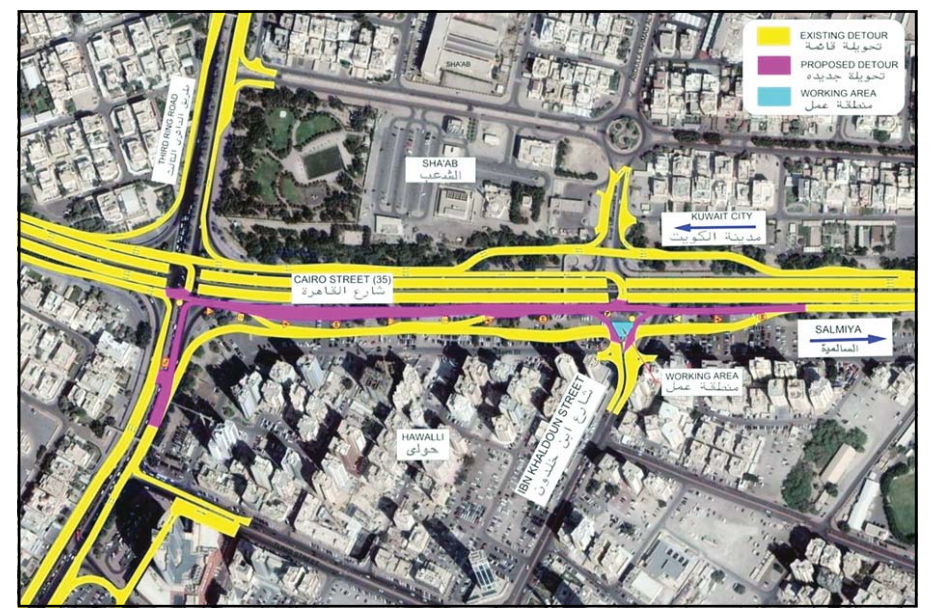 EXISTING DETOUR
تحويلة قائمة
PROPOSED DETOUR
تحويلة جديده
WORKING AREA
منطقة عمل
SHA'AB
THIRD RING ROAD
طريق الدائري الثالث
SHA'AB
الشعب
KUWAIT CITY
مدينة الكويت
CAIRO STREET (35)
شارع القاهرة
SALMIYA
السالمية
WORKING AREA
منطقة عمل
IBN KHALDOUN STREET
شارع ابن خلدون
HAWALLI
حولي